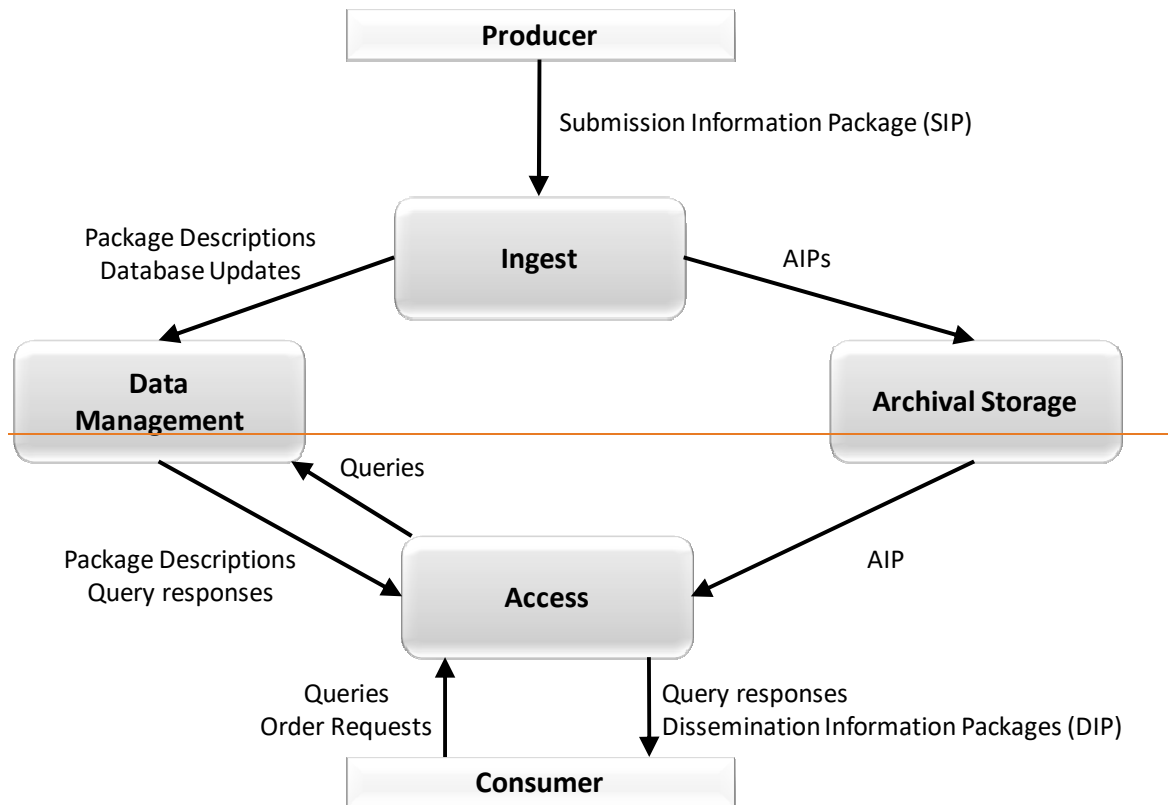 Producer
Submission Information Package (SIP)
Package Descriptions
Database Updates
Ingest
AIPs
Data
Management
Archival Storage
Queries
Package Descriptions
Query responses
Access
AIP
Queries
Order Requests
Query responses
Dissemination Information Packages (DIP)
Consumer